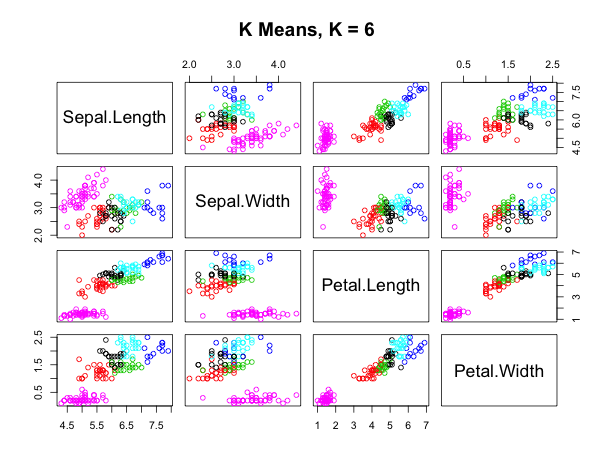 K Means, K = 6
2.0 3.0 4.0
0.5 1.5 2.5
Sepal.Length
4.5 6.0 7.5
2.0 3.0 4.0
Sepal.Width
Petal.Length
1 3 5 7
0.5 1.5 2.5
Petal.Width
4.5 5.5 6.5 7.5
1 2 3 4 5 6 7